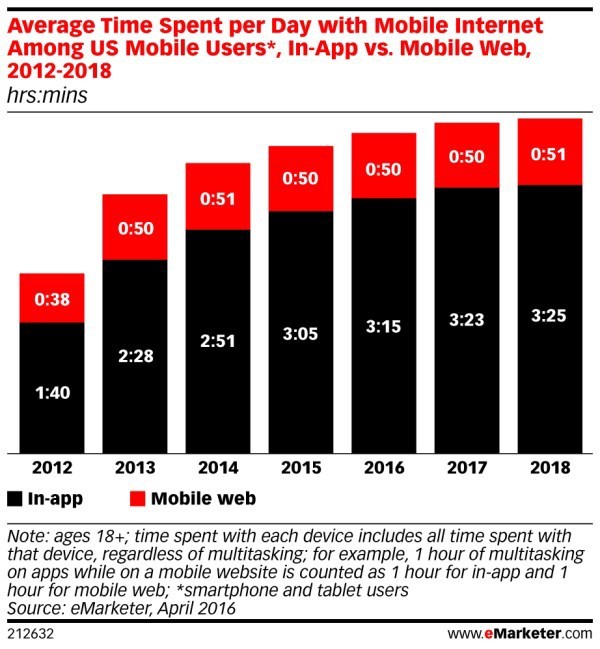 Average Time Spent per Day with Mobile Internet
Among US Mobile Users*, In-App vs. Mobile Web,
2012-2018
hrs:mins
0:38
0:50
0:51
0:50
0:50
0:50
0:51
1:40
2:28
2:51
3:05
3:15
3:23
3:25
2012 2013 2014 2015 2016 2017 2018
In-app Mobile web
Note: ages 18+; time spent with each device includes all time spent with
that device, regardless of multitasking; for example, 1 hour of multitasking
on apps while on a mobile website is counted as 1 hour for in-app and 1
hour for mobile web; *smartphone and tablet users
Source: eMarketer, April 2016
212632 www.eMarketer.com